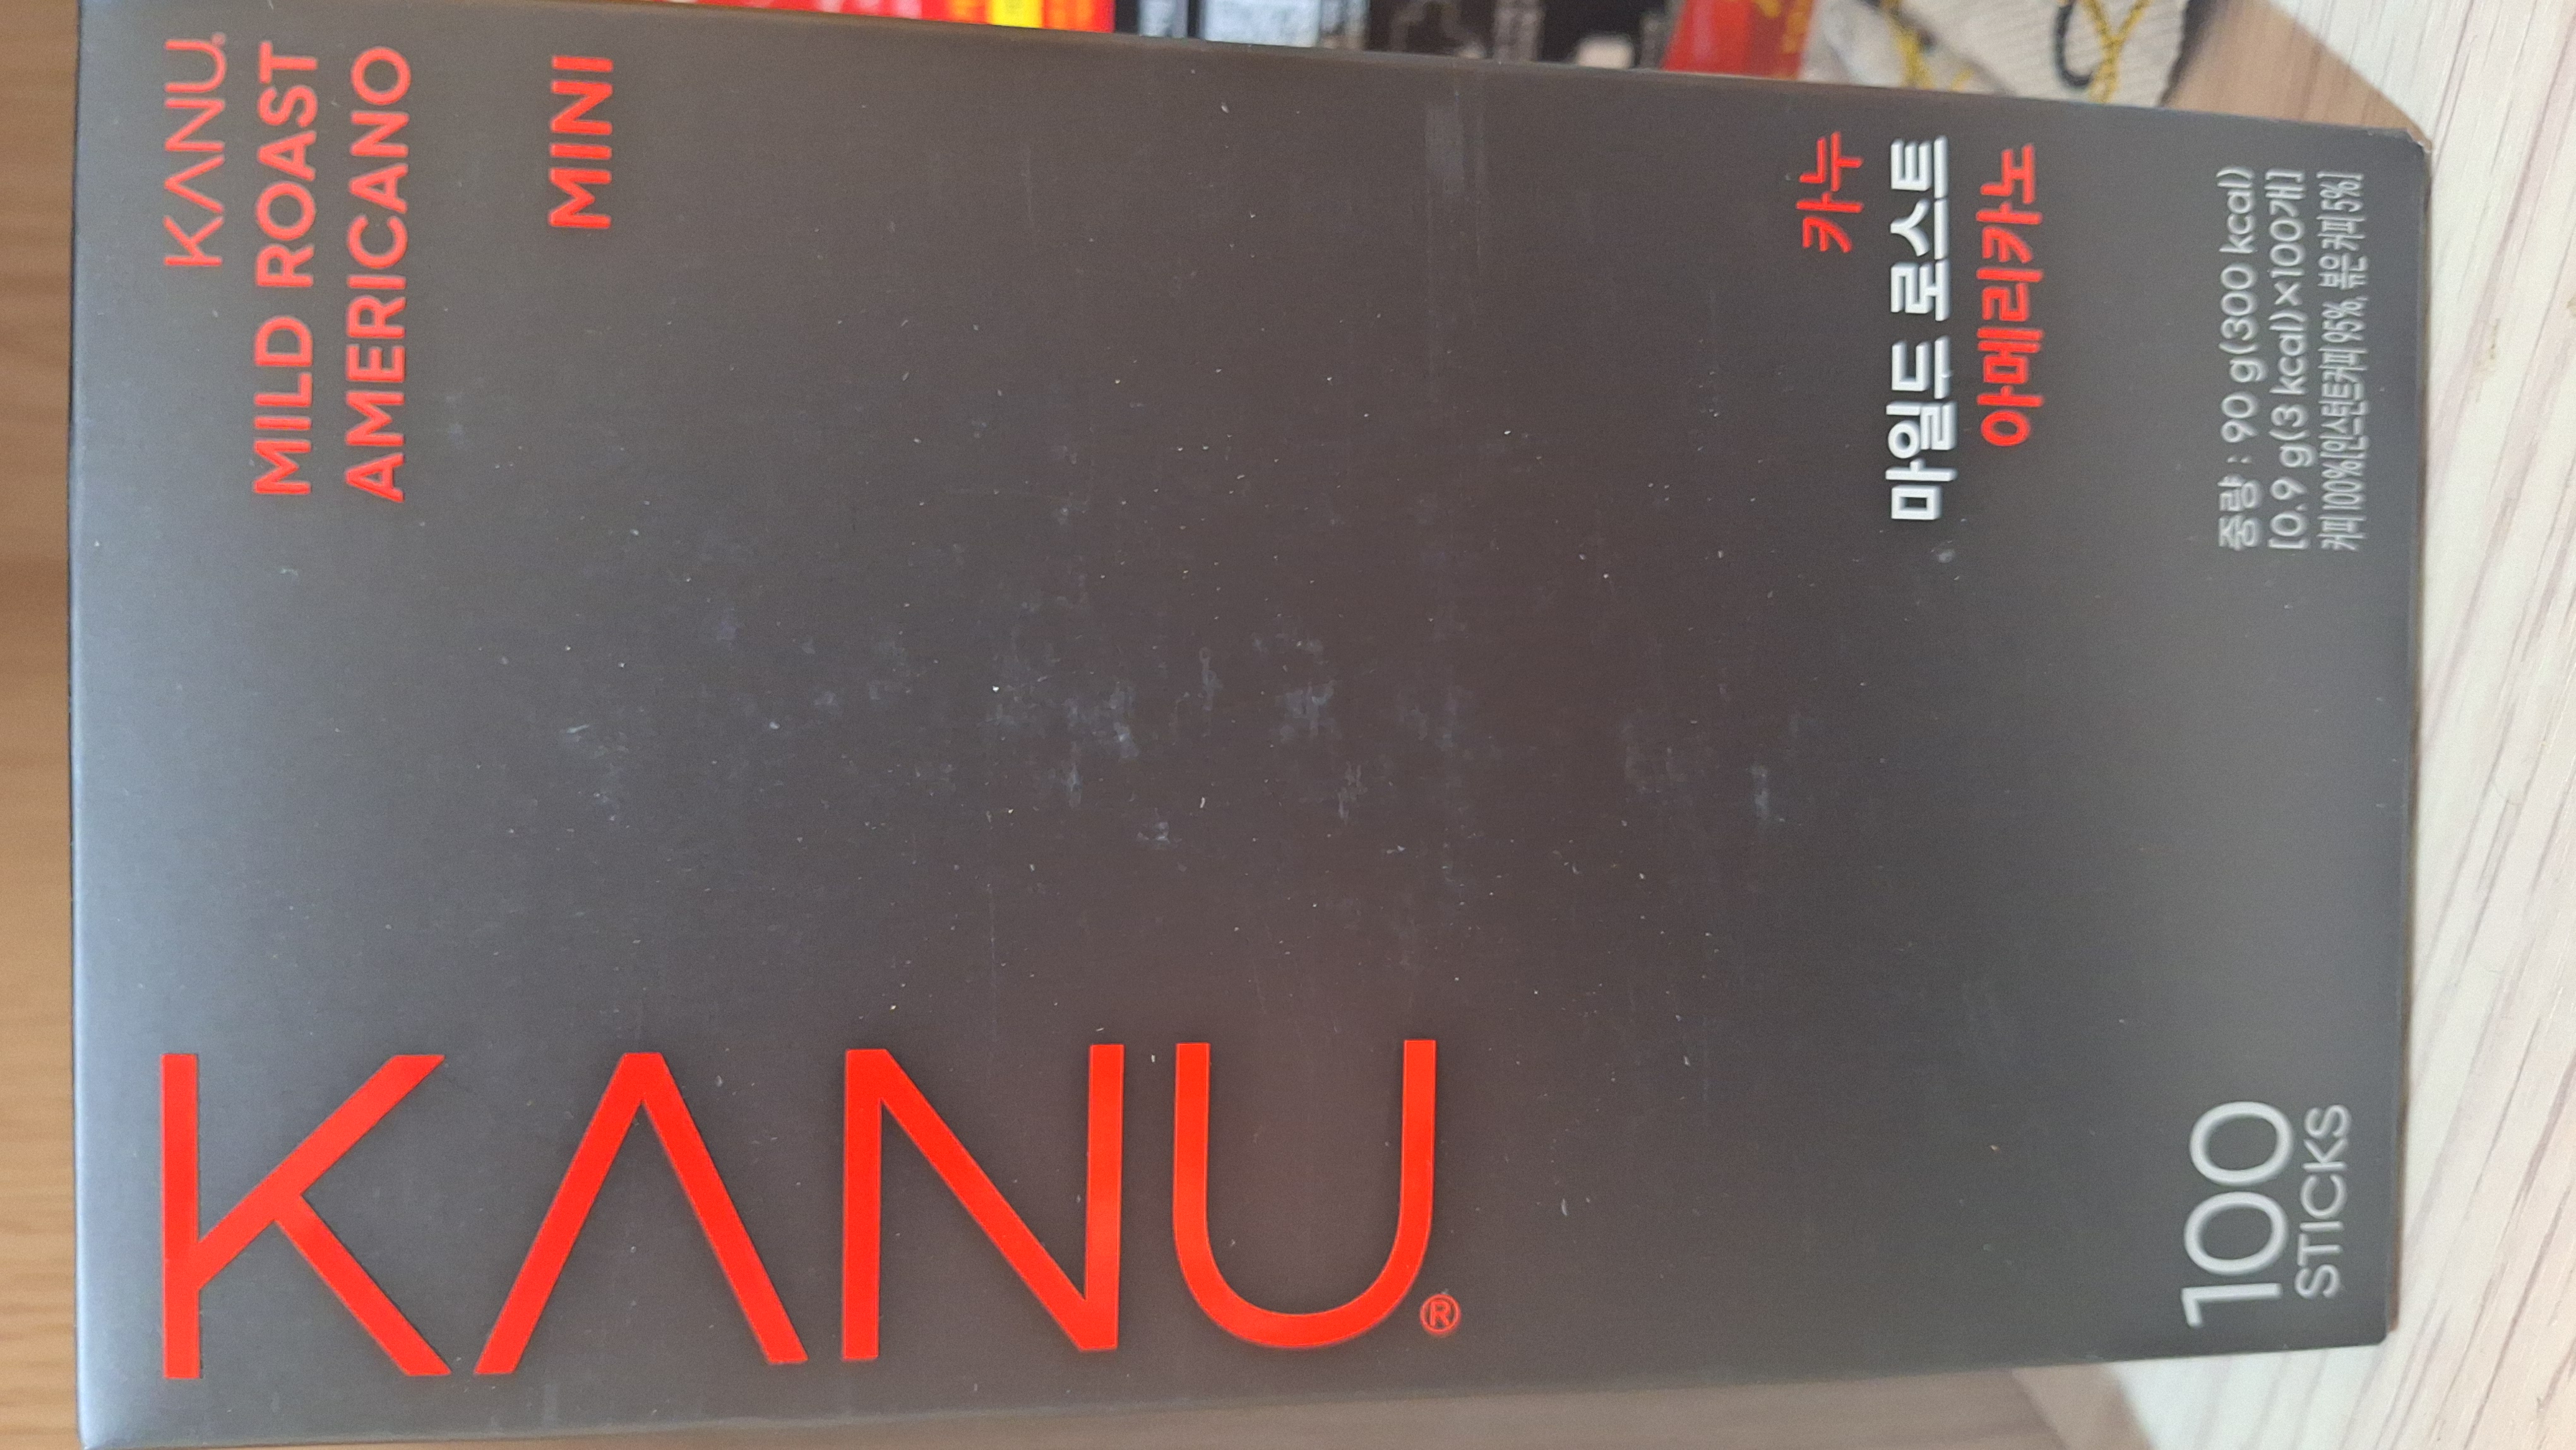 KANU.
MILD ROAST
AMERICANO
MINI
KANU®
카누
마일드 로스트
아메리카노
중량 : 90 g(300 kcal)
[0.9 g(3 kcal)×100개]
커피 100%[인스턴트커피 95%, 볶은커피 5%]
100
STICKS